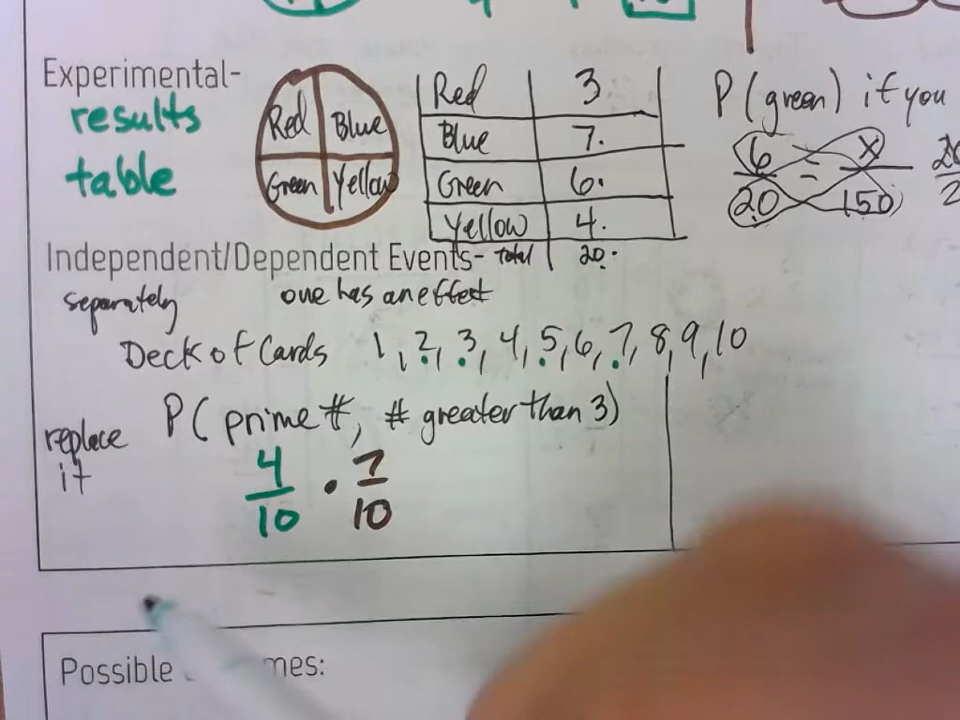 Experimental-
results
table
Red Blue
Green Yellow
Red 3
Blue 7.
Green 6.
Yellow 4.
total 20.
P (green) if you
6/20 = x/150
Independent/Dependent Events-
separately one has an effect
Deck of Cards 1, 2, 3, 4, 5, 6, 7, 8, 9, 10
replace it
P( prime #, # greater than 3)
4/10 · 7/10
Possible